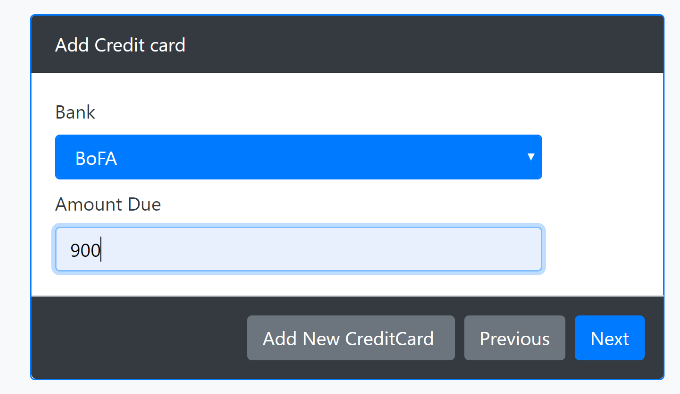 Add Credit card
Bank
BoFA
Amount Due
900
Add New CreditCard Previous Next